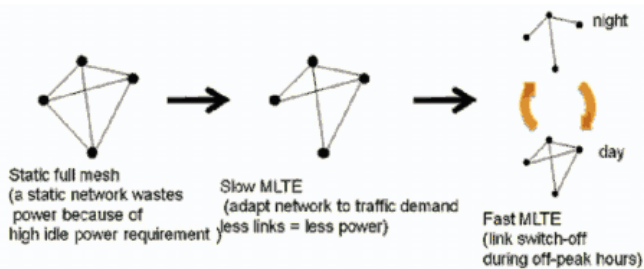 night
day
Static full mesh
(a static network wastes
power because of
high idle power requirement )
Slow MLTE
(adapt network to traffic demand
less links = less power)
Fast MLTE
(link switch-off
during off-peak hours)